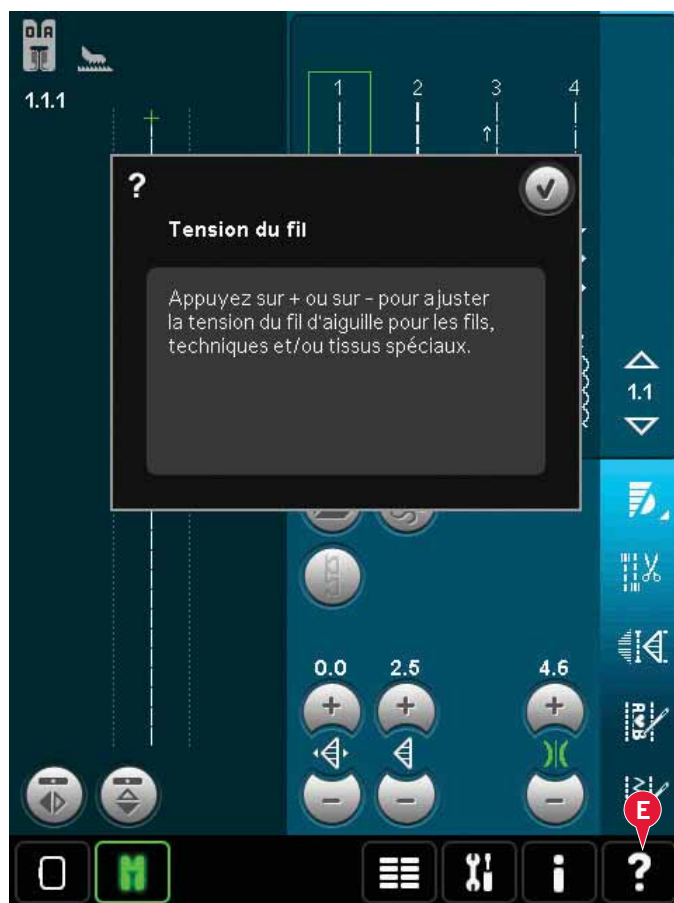 0A
1.1.1
1 2 3 4
?
Tension du fil
Appuyez sur + ou sur - pour ajuster
la tension du fil d'aiguille pour les fils,
techniques et/ou tissus spéciaux.
1.1
0.0 2.5 4.6
+ + +
- - -
A♥B
E
i ?